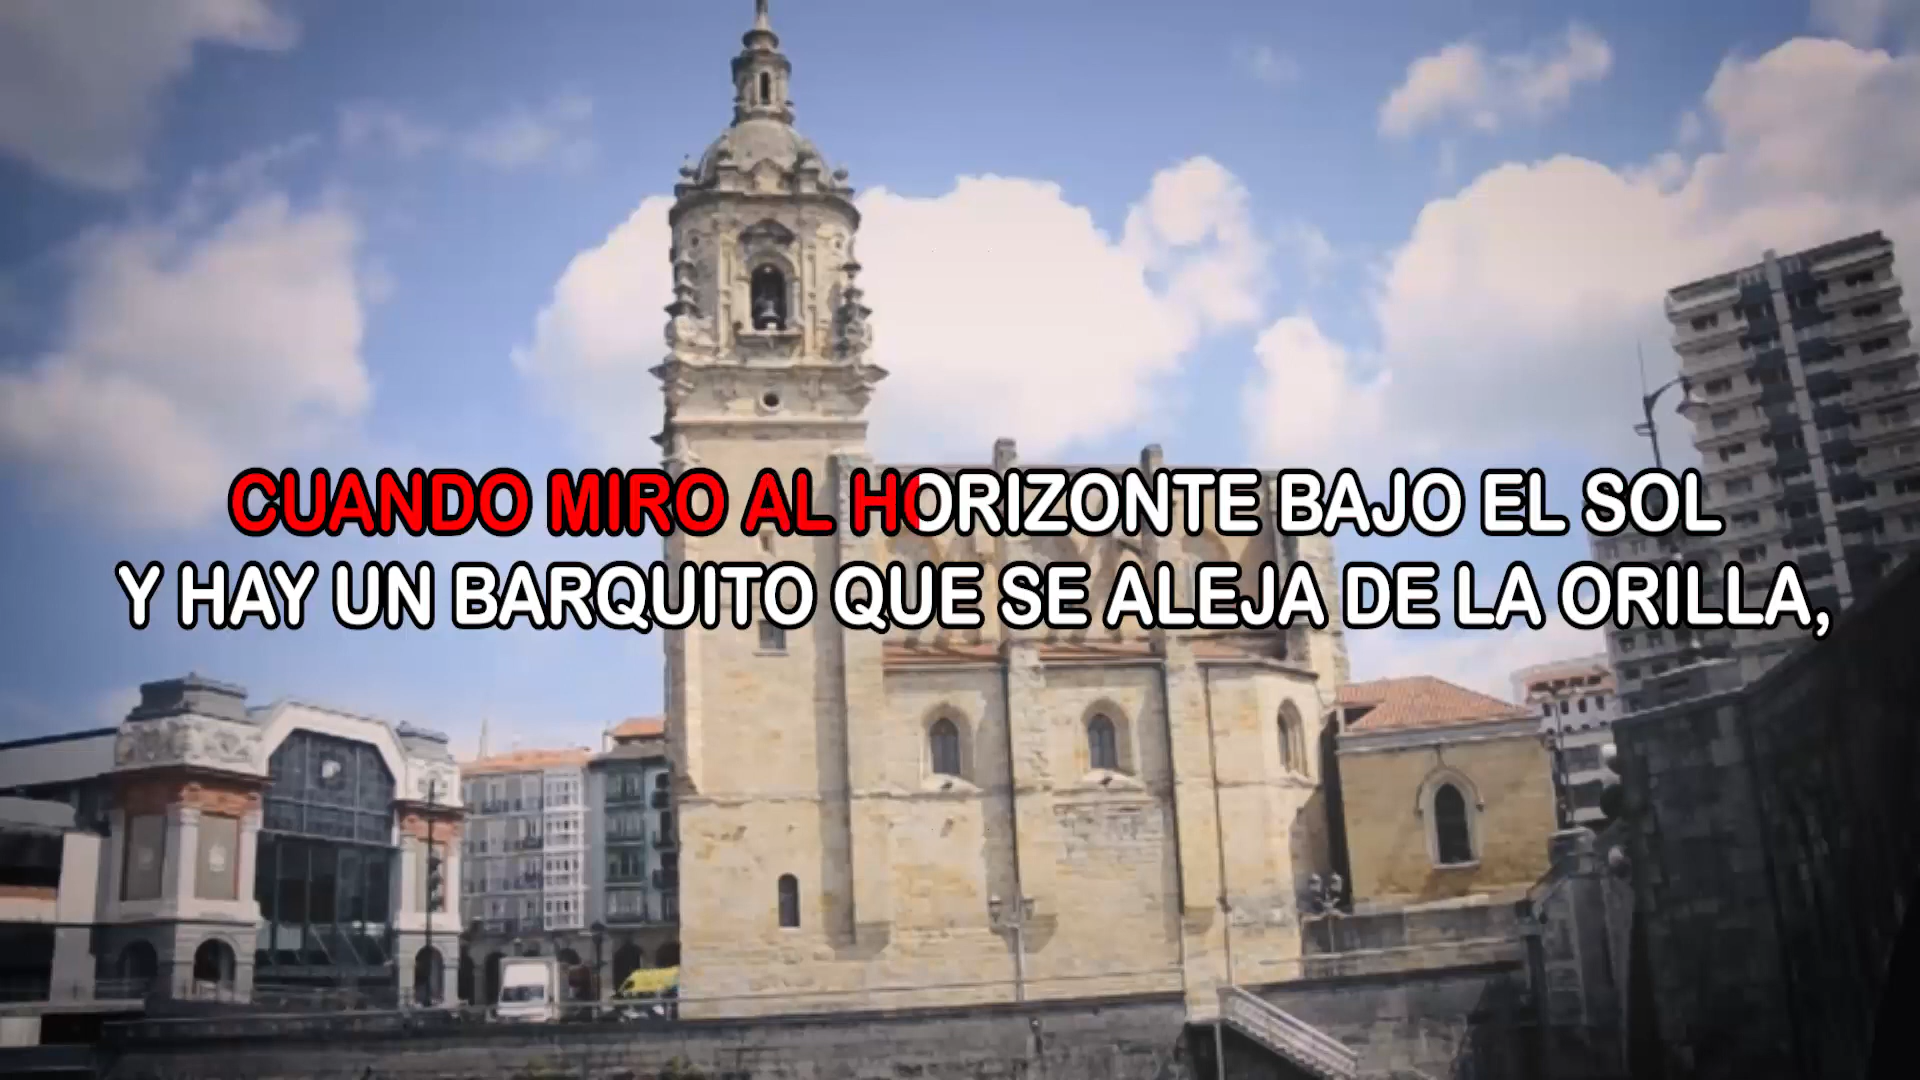 CUANDO MIRO AL HORIZONTE BAJO EL SOL
Y HAY UN BARQUITO QUE SE ALEJA DE LA ORILLA,